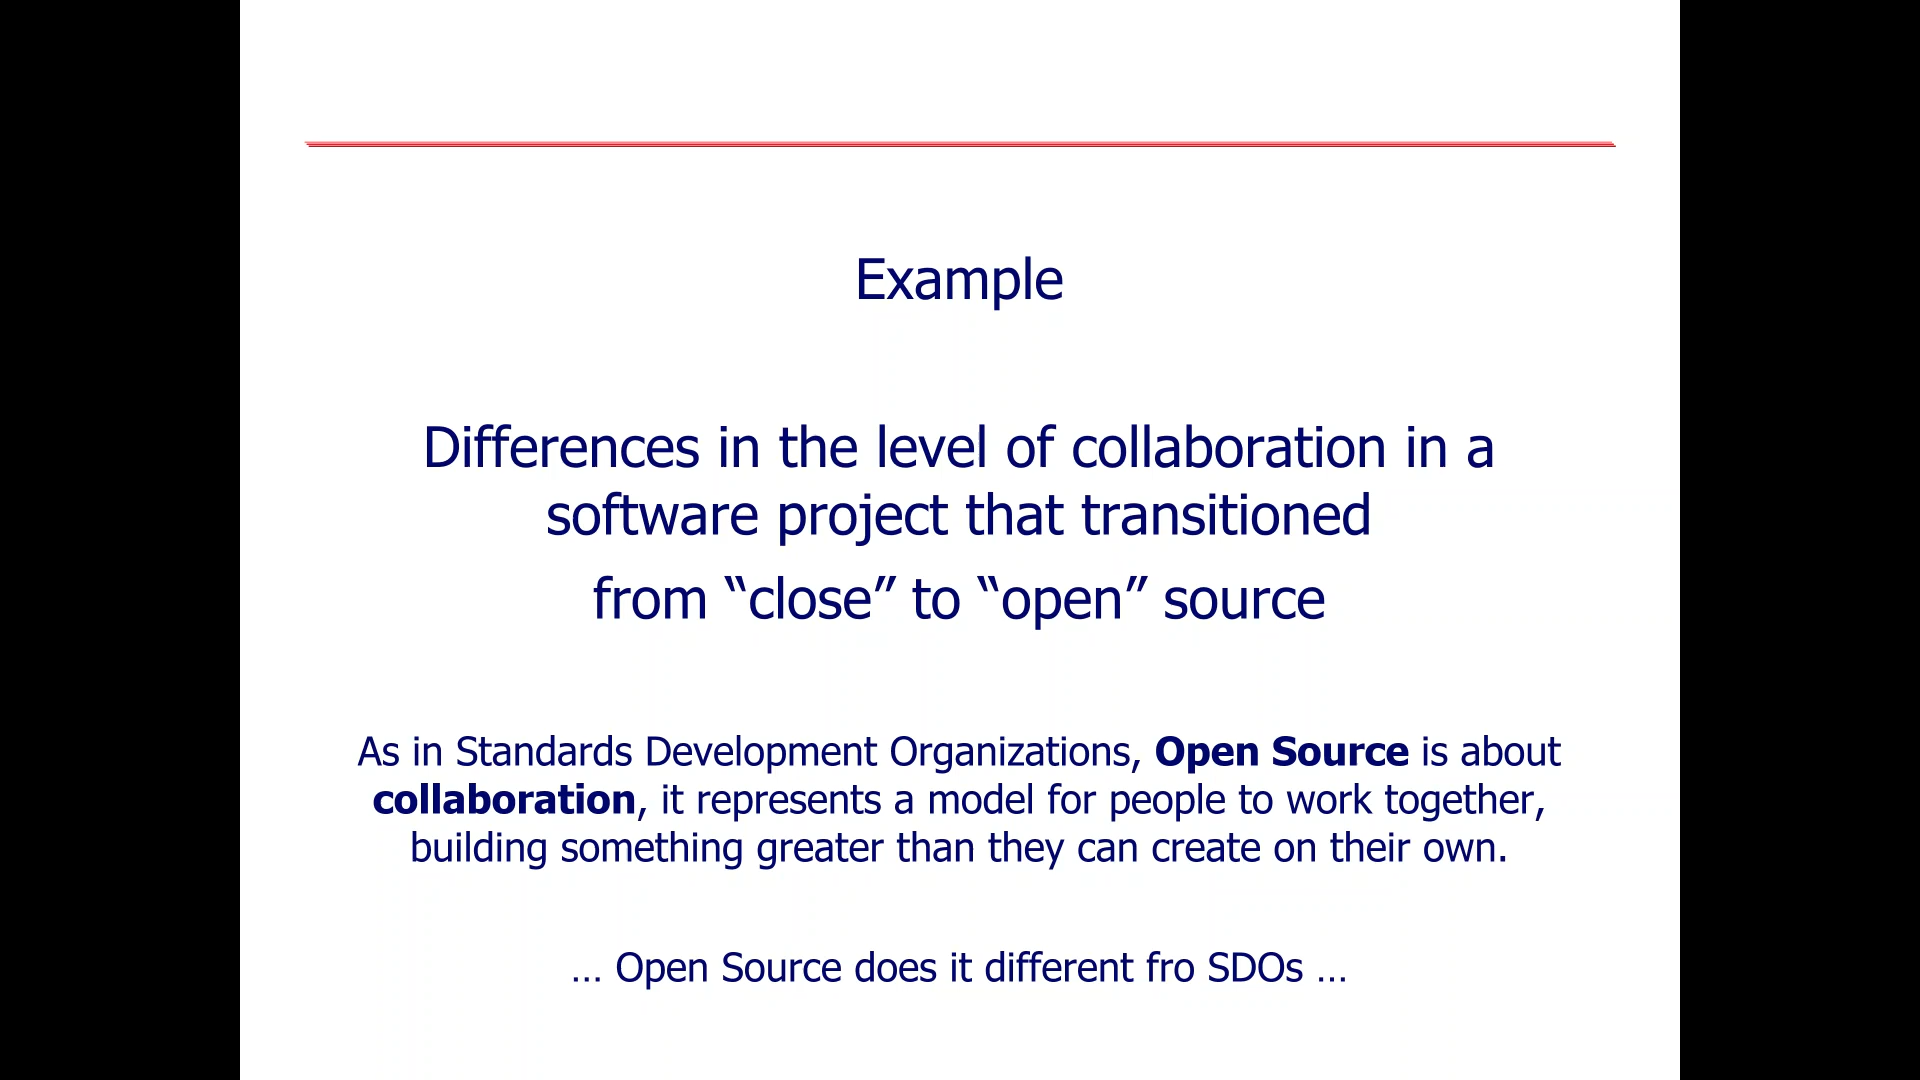 Example
Differences in the level of collaboration in a
software project that transitioned
from “close” to “open” source
As in Standards Development Organizations, Open Source is about
collaboration, it represents a model for people to work together,
building something greater than they can create on their own.
… Open Source does it different fro SDOs …